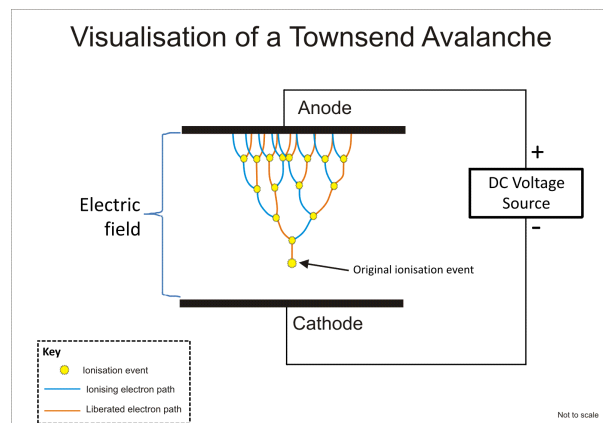 Visualisation of a Townsend Avalanche
Anode
+
DC Voltage
Source
-
Electric
field
Original ionisation event
Cathode
Key
Ionisation event
Ionising electron path
Liberated electron path
Not to scale